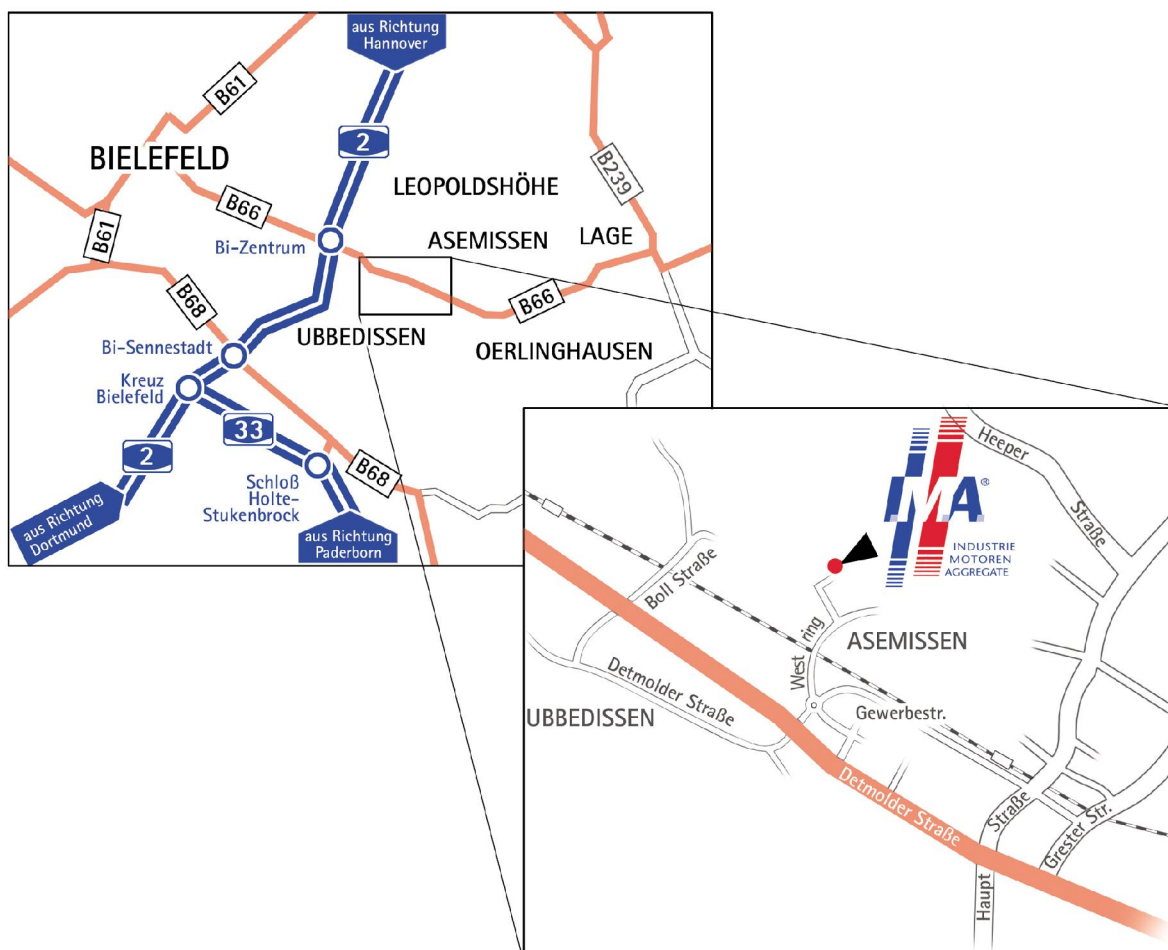 aus Richtung
Hannover
B61
2
BIELEFELD
LEOPOLDSHÖHE
B239
B66
B61
Bi-Zentrum
ASEMISSEN
LAGE
B68
B66
UBBEDISSEN
OERLINGHAUSEN
Bi-Sennestadt
Kreuz
Bielefeld
33
2
B68
Schloß
Holte-
Stukenbrock
aus Richtung
Dortmund
aus Richtung
Paderborn
Heeper
Straße
IMA®
INDUSTRIE
MOTOREN
AGGREGATE
Boll Straße
West ring
ASEMISSEN
Detmolder Straße
UBBEDISSEN
Gewerbestr.
Detmolder Straße
Haupt
Straße
Grester Str.